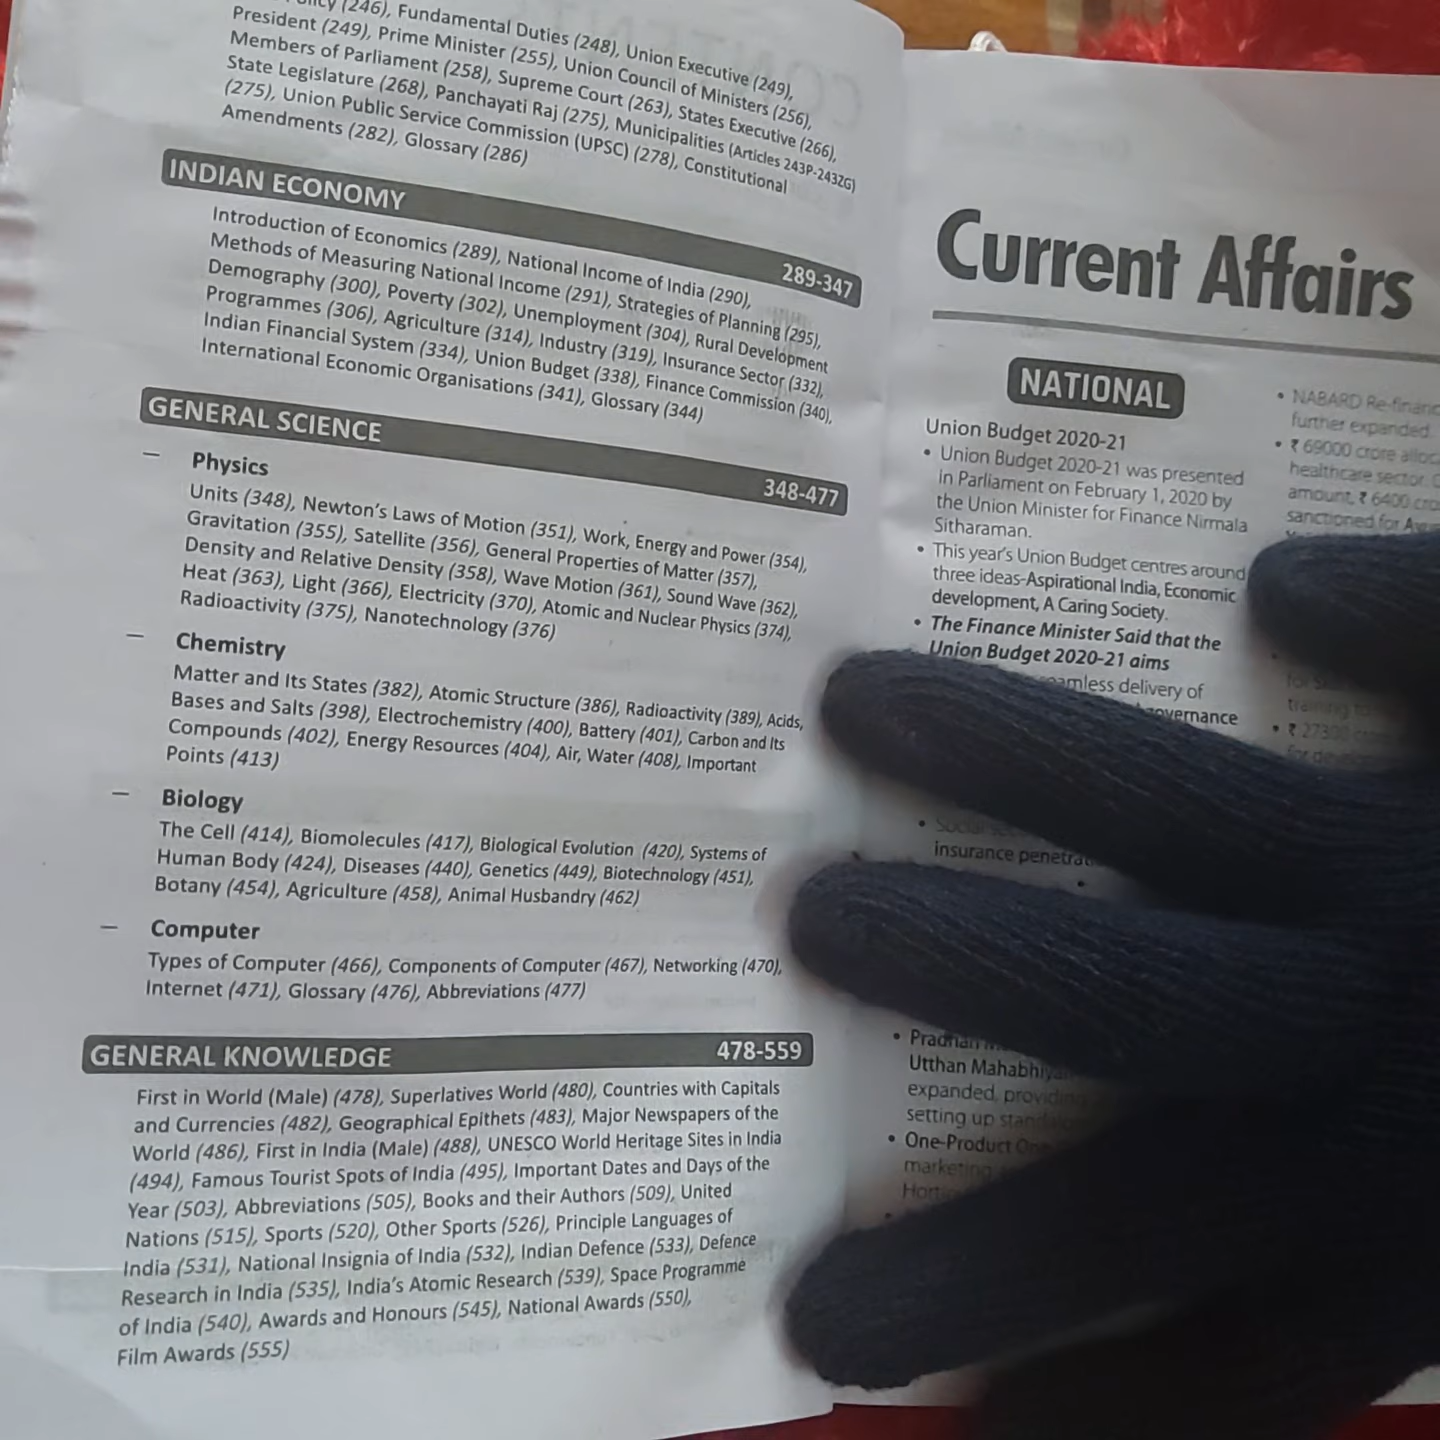 (246), Fundamental Duties (248), Union Executive (249),
President (249), Prime Minister (255), Union Council of Ministers (256),
Members of Parliament (258), Supreme Court (263), States Executive (266),
State Legislature (268), Panchayati Raj (275), Municipalities (Articles 243P-243ZG)
(275), Union Public Service Commission (UPSC) (278), Constitutional
Amendments (282), Glossary (286)
INDIAN ECONOMY 289-347
Introduction of Economics (289), National Income of India (290),
Methods of Measuring National Income (291), Strategies of Planning (295),
Demography (300), Poverty (302), Unemployment (304), Rural Development
Programmes (306), Agriculture (314), Industry (319), Insurance Sector (332),
Indian Financial System (334), Union Budget (338), Finance Commission (340),
International Economic Organisations (341), Glossary (344)
GENERAL SCIENCE 348-477
— Physics
Units (348), Newton's Laws of Motion (351), Work, Energy and Power (354),
Gravitation (355), Satellite (356), General Properties of Matter (357),
Density and Relative Density (358), Wave Motion (361), Sound Wave (362),
Heat (363), Light (366), Electricity (370), Atomic and Nuclear Physics (374),
Radioactivity (375), Nanotechnology (376)
— Chemistry
Matter and Its States (382), Atomic Structure (386), Radioactivity (389), Acids,
Bases and Salts (398), Electrochemistry (400), Battery (401), Carbon and Its
Compounds (402), Energy Resources (404), Air, Water (408), Important
Points (413)
— Biology
The Cell (414), Biomolecules (417), Biological Evolution (420), Systems of
Human Body (424), Diseases (440), Genetics (449), Biotechnology (451),
Botany (454), Agriculture (458), Animal Husbandry (462)
— Computer
Types of Computer (466), Components of Computer (467), Networking (470),
Internet (471), Glossary (476), Abbreviations (477)
GENERAL KNOWLEDGE 478-559
First in World (Male) (478), Superlatives World (480), Countries with Capitals
and Currencies (482), Geographical Epithets (483), Major Newspapers of the
World (486), First in India (Male) (488), UNESCO World Heritage Sites in India
(494), Famous Tourist Spots of India (495), Important Dates and Days of the
Year (503), Abbreviations (505), Books and their Authors (509), United
Nations (515), Sports (520), Other Sports (526), Principle Languages of
India (531), National Insignia of India (532), Indian Defence (533), Defence
Research in India (535), India's Atomic Research (539), Space Programme
of India (540), Awards and Honours (545), National Awards (550),
Film Awards (555)
Current Affairs
NATIONAL
Union Budget 2020-21
• Union Budget 2020-21 was presented
in Parliament on February 1, 2020 by
the Union Minister for Finance Nirmala
Sitharaman.
• This year's Union Budget centres around
three ideas-Aspirational India, Economic
development, A Caring Society.
• The Finance Minister Said that the
Union Budget 2020-21 aims
delivery of
insurance
•
Utthan
expanded,
setting up
• One-Product
marketing
• NABARD
further expanded.
• ₹ 69000 crore
healthcare sector.
amount, ₹ 6400
sanctioned for
training
• ₹ 27300
for